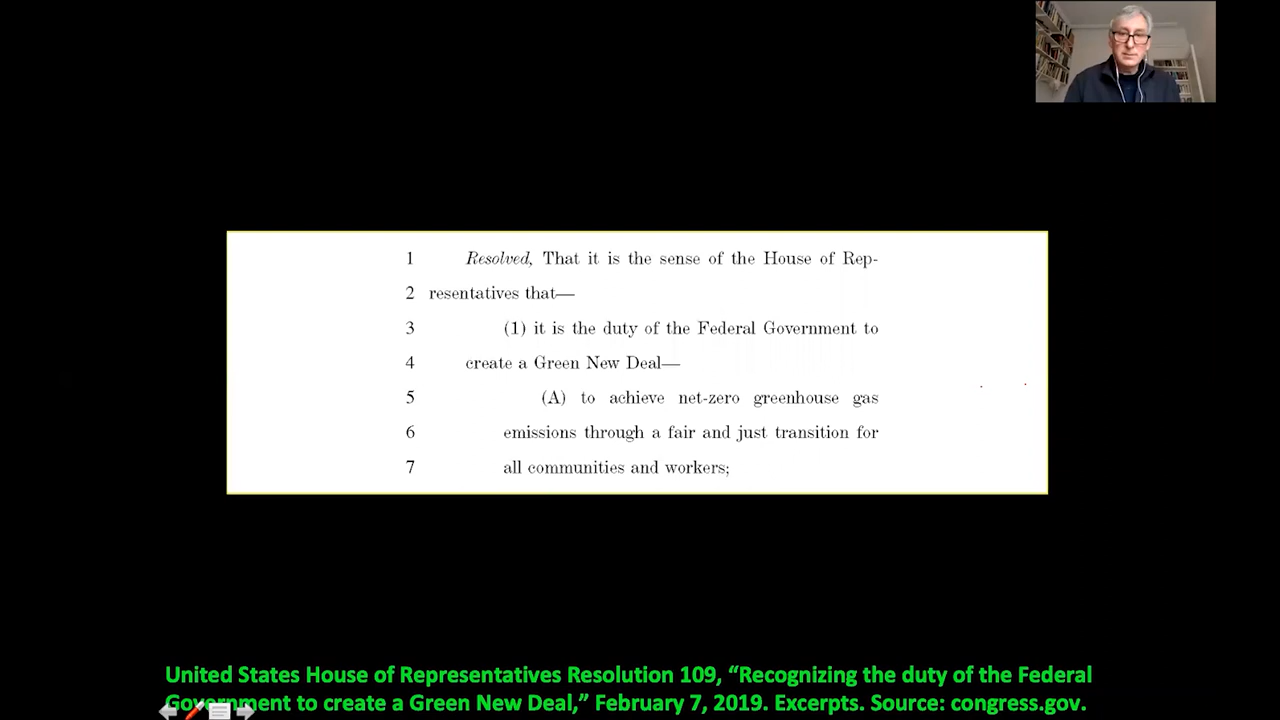 1 Resolved, That it is the sense of the House of Rep-
2 resentatives that—
3 (1) it is the duty of the Federal Government to
4 create a Green New Deal—
5 (A) to achieve net-zero greenhouse gas
6 emissions through a fair and just transition for
7 all communities and workers;
United States House of Representatives Resolution 109, “Recognizing the duty of the Federal
Government to create a Green New Deal,” February 7, 2019. Excerpts. Source: congress.gov.